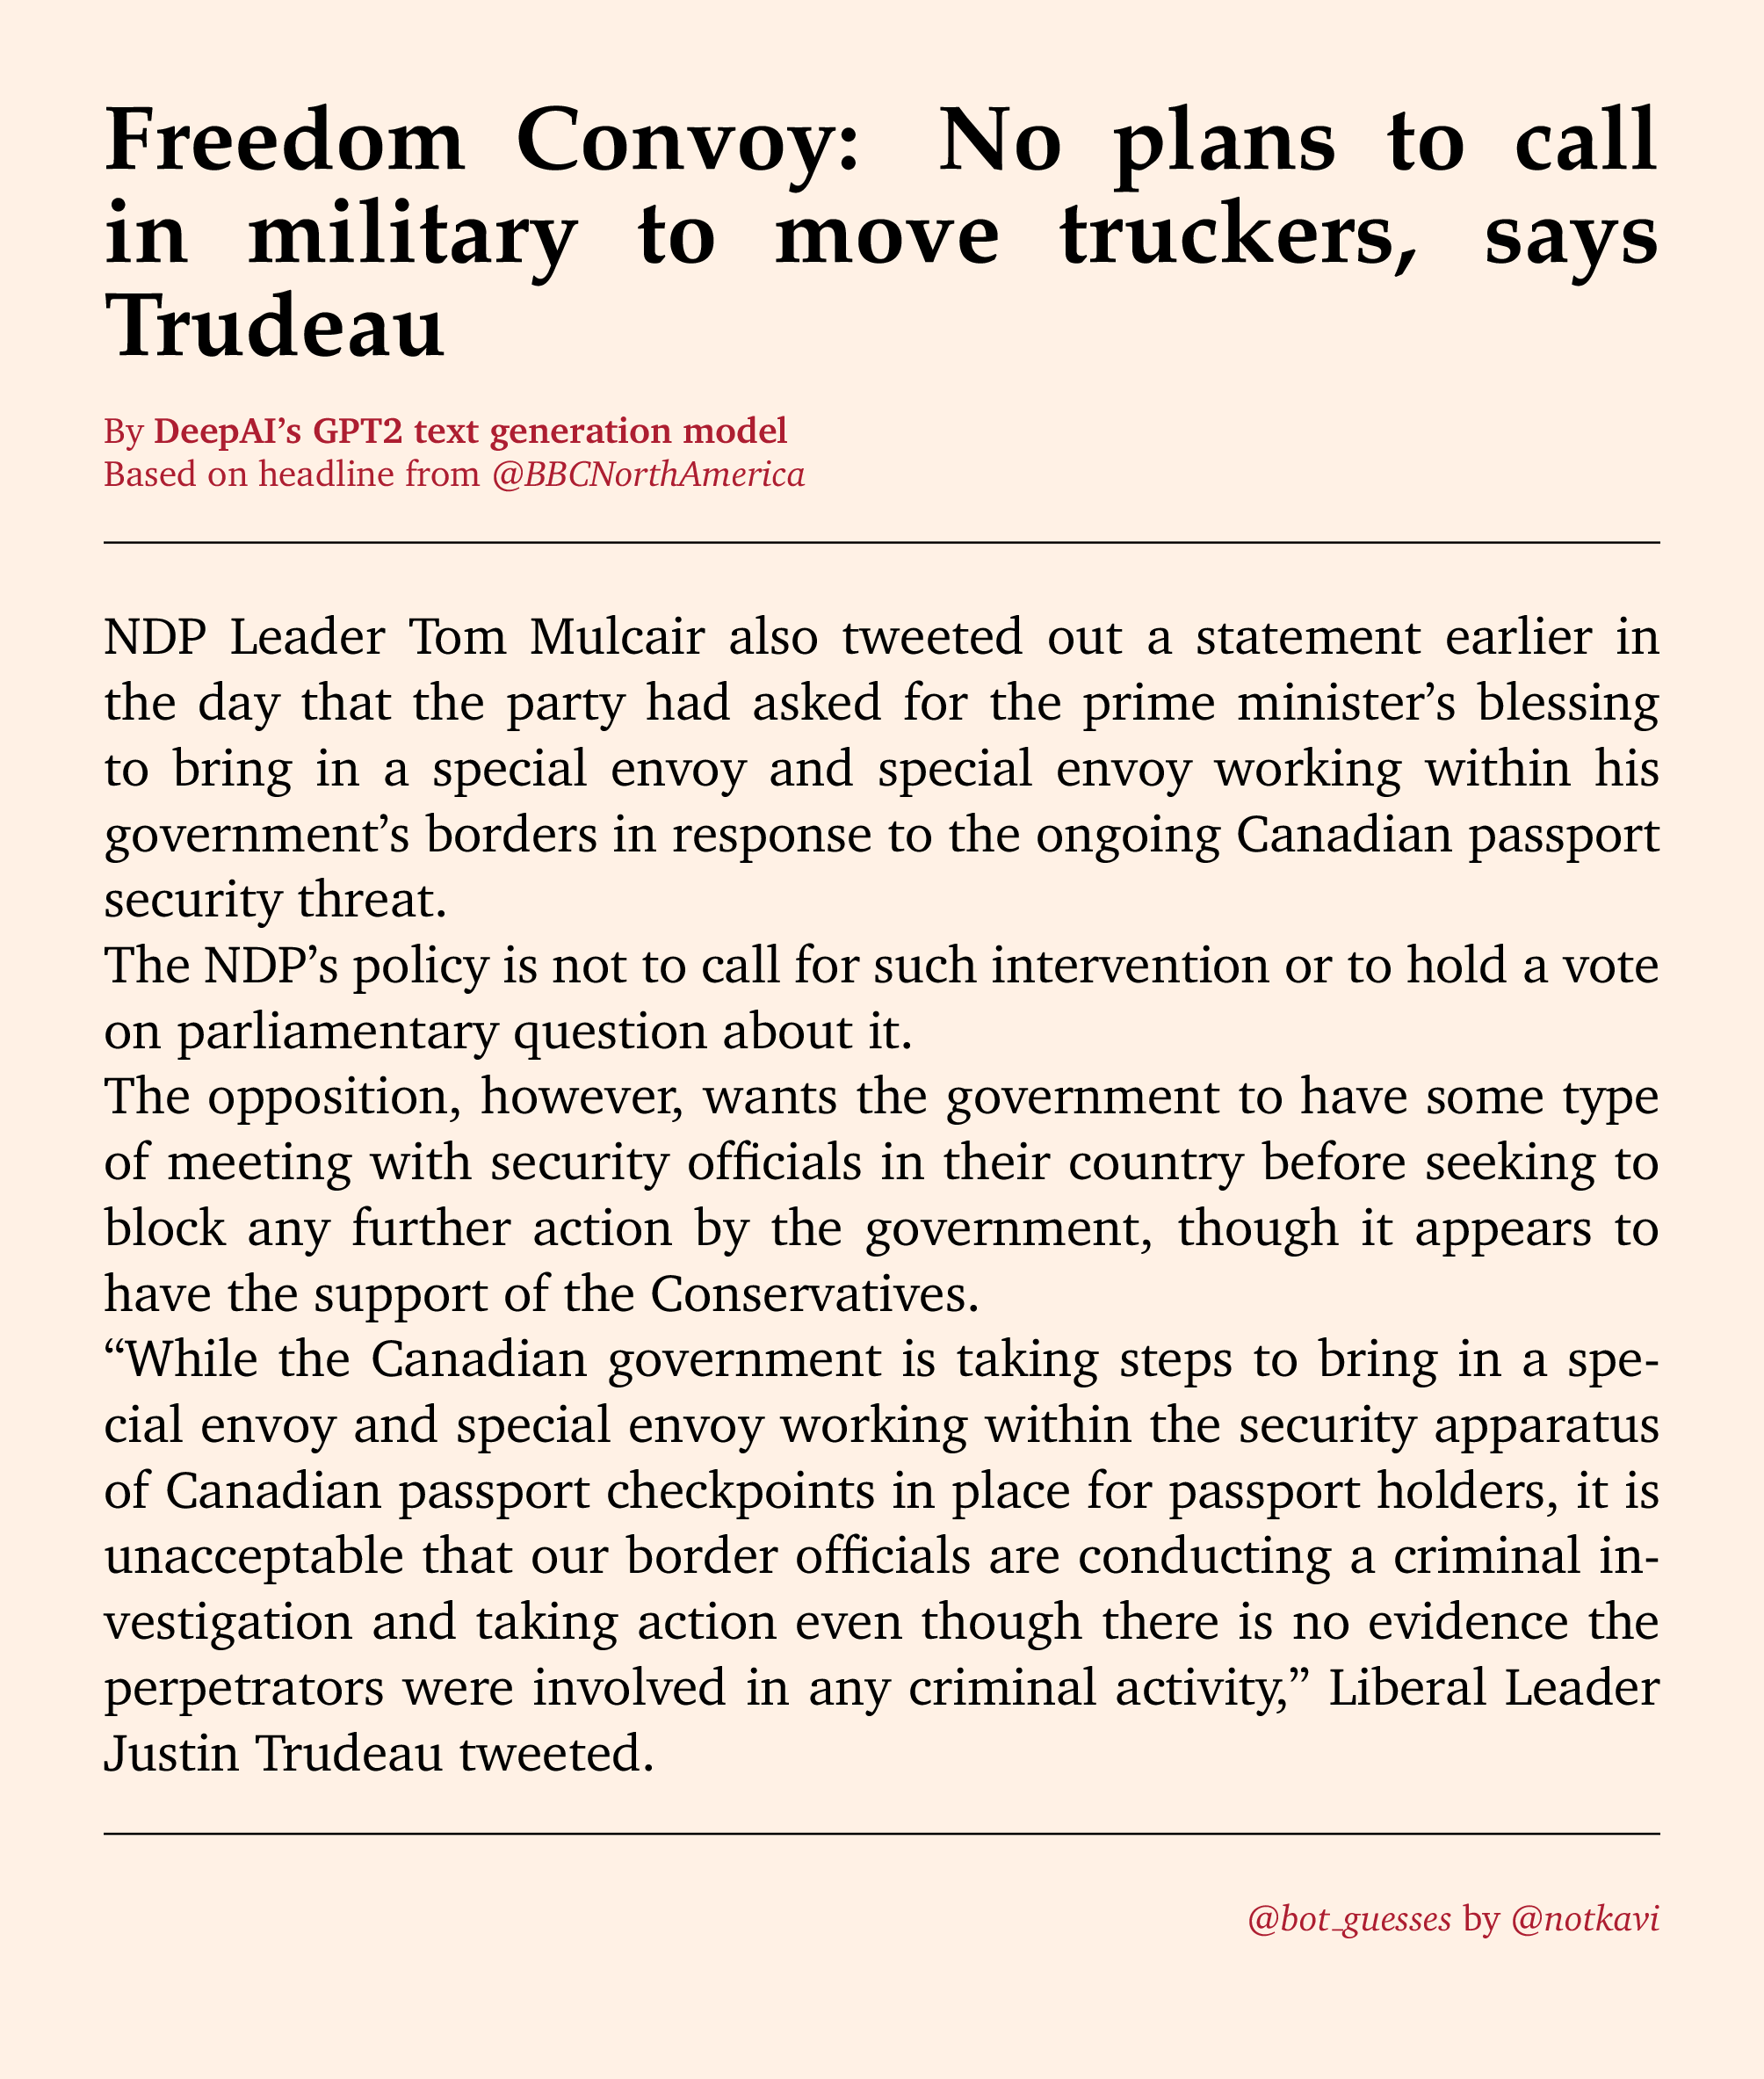 Freedom Convoy: No plans to call
in military to move truckers, says
Trudeau
By DeepAI’s GPT2 text generation model
Based on headline from @BBCNorthAmerica
NDP Leader Tom Mulcair also tweeted out a statement earlier in
the day that the party had asked for the prime minister’s blessing
to bring in a special envoy and special envoy working within his
government’s borders in response to the ongoing Canadian passport
security threat.
The NDP’s policy is not to call for such intervention or to hold a vote
on parliamentary question about it.
The opposition, however, wants the government to have some type
of meeting with security officials in their country before seeking to
block any further action by the government, though it appears to
have the support of the Conservatives.
“While the Canadian government is taking steps to bring in a spe-
cial envoy and special envoy working within the security apparatus
of Canadian passport checkpoints in place for passport holders, it is
unacceptable that our border officials are conducting a criminal in-
vestigation and taking action even though there is no evidence the
perpetrators were involved in any criminal activity,” Liberal Leader
Justin Trudeau tweeted.
@bot_guesses by @notkavi